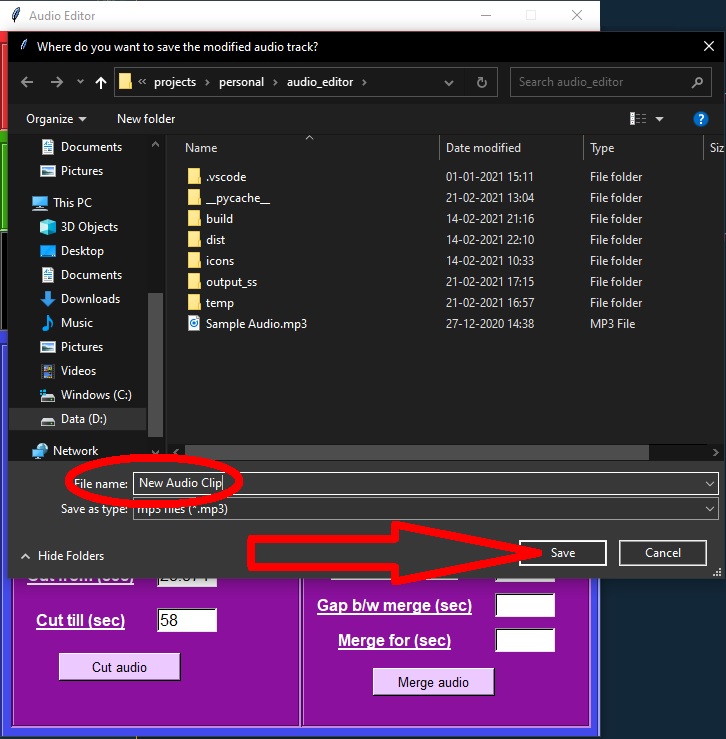 Audio Editor
Where do you want to save the modified audio track?
« projects › personal › audio_editor ›
Search audio_editor
Organize
New folder
?
Name
Date modified
Type
Siz
Documents
Pictures
This PC
3D Objects
Desktop
Documents
Downloads
Music
Pictures
Videos
Windows (C:)
Data (D:)
Network
.vscode 01-01-2021 15:11 File folder
__pycache__ 21-02-2021 13:04 File folder
build 14-02-2021 21:16 File folder
dist 14-02-2021 22:10 File folder
icons 14-02-2021 10:33 File folder
output_ss 21-02-2021 17:15 File folder
temp 21-02-2021 16:57 File folder
Sample Audio.mp3 27-12-2020 14:38 MP3 File
File name: New Audio Clip
Save as type: mp3 files (*.mp3)
Hide Folders
Save
Cancel
Cut from (sec)
Cut till (sec) 58
Cut audio
Gap b/w merge (sec)
Merge for (sec)
Merge audio